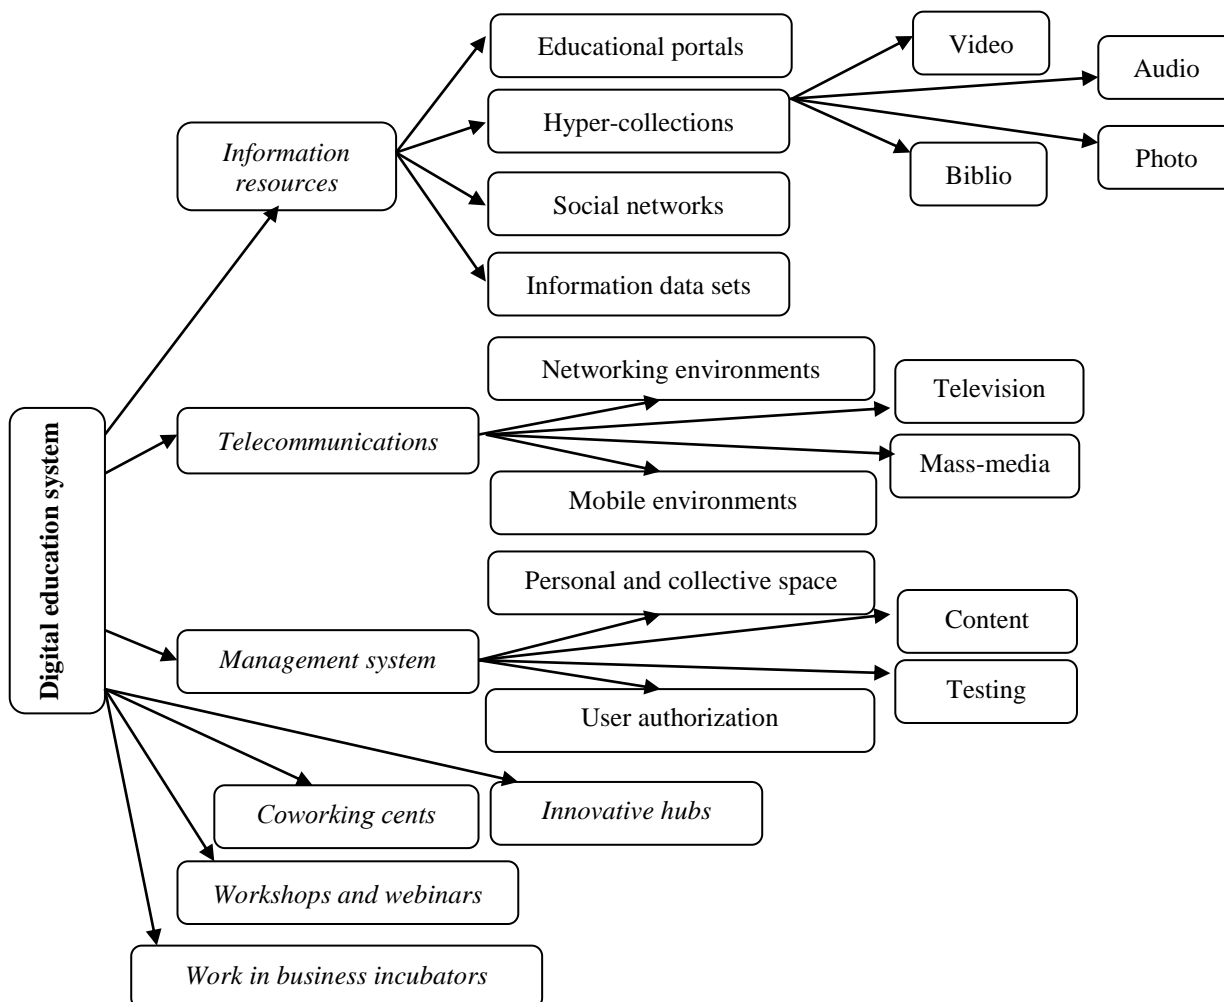 Educational portals
Video
Audio
Hyper-collections
Information
resources
Biblio
Photo
Social networks
Information data sets
Networking environments
Television
Telecommunications
Mass-media
Mobile environments
Digital education system
Personal and collective space
Content
Management system
Testing
User authorization
Coworking cents
Innovative hubs
Workshops and webinars
Work in business incubators